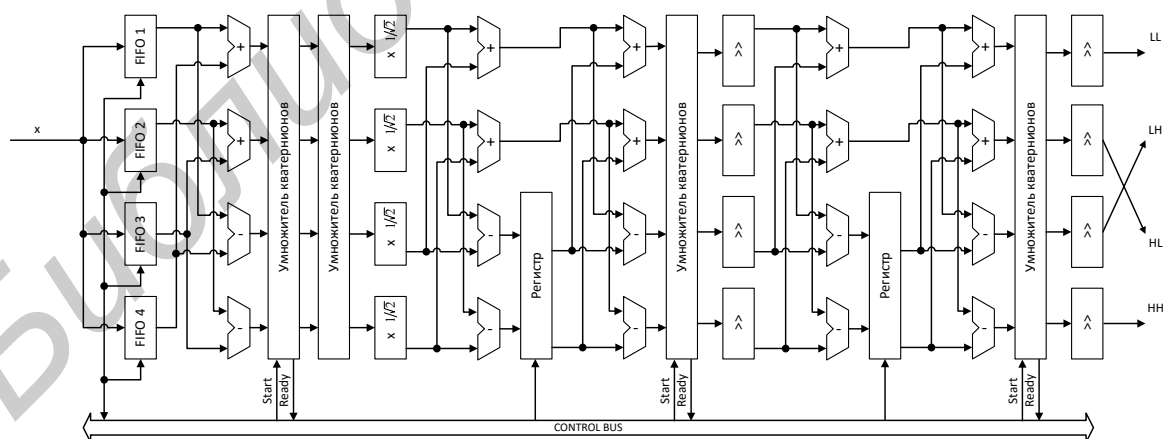 x
FIFO 1
FIFO 2
FIFO 3
FIFO 4
+
+
-
-
Умножитель кватернионов
Умножитель кватернионов
x 1/√2
x 1/√2
x 1/√2
x 1/√2
+
+
-
-
Регистр
+
+
-
-
Умножитель кватернионов
>>
>>
>>
>>
+
+
-
-
Регистр
+
+
-
-
Умножитель кватернионов
>>
>>
>>
>>
LL
LH
HL
HH
Start
Ready
Start
Ready
Start
Ready
CONTROL BUS
Библио